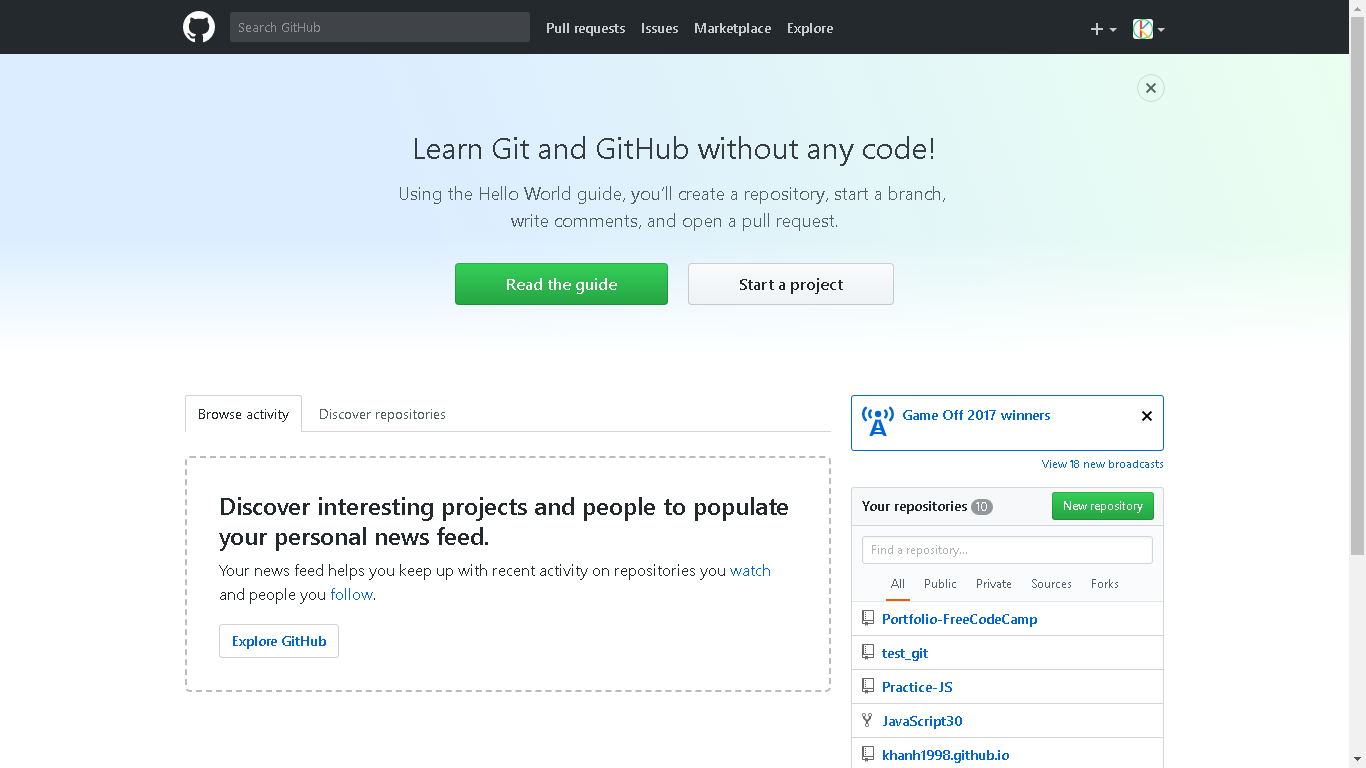 Search GitHub
Pull requests
Issues
Marketplace
Explore
Learn Git and GitHub without any code!
Using the Hello World guide, you’ll create a repository, start a branch,
write comments, and open a pull request.
Read the guide
Start a project
Browse activity
Discover repositories
Discover interesting projects and people to populate
your personal news feed.
Your news feed helps you keep up with recent activity on repositories you watch
and people you follow.
Explore GitHub
Game Off 2017 winners
View 18 new broadcasts
Your repositories 10
New repository
Find a repository...
All
Public
Private
Sources
Forks
Portfolio-FreeCodeCamp
test_git
Practice-JS
JavaScript30
khanh1998.github.io